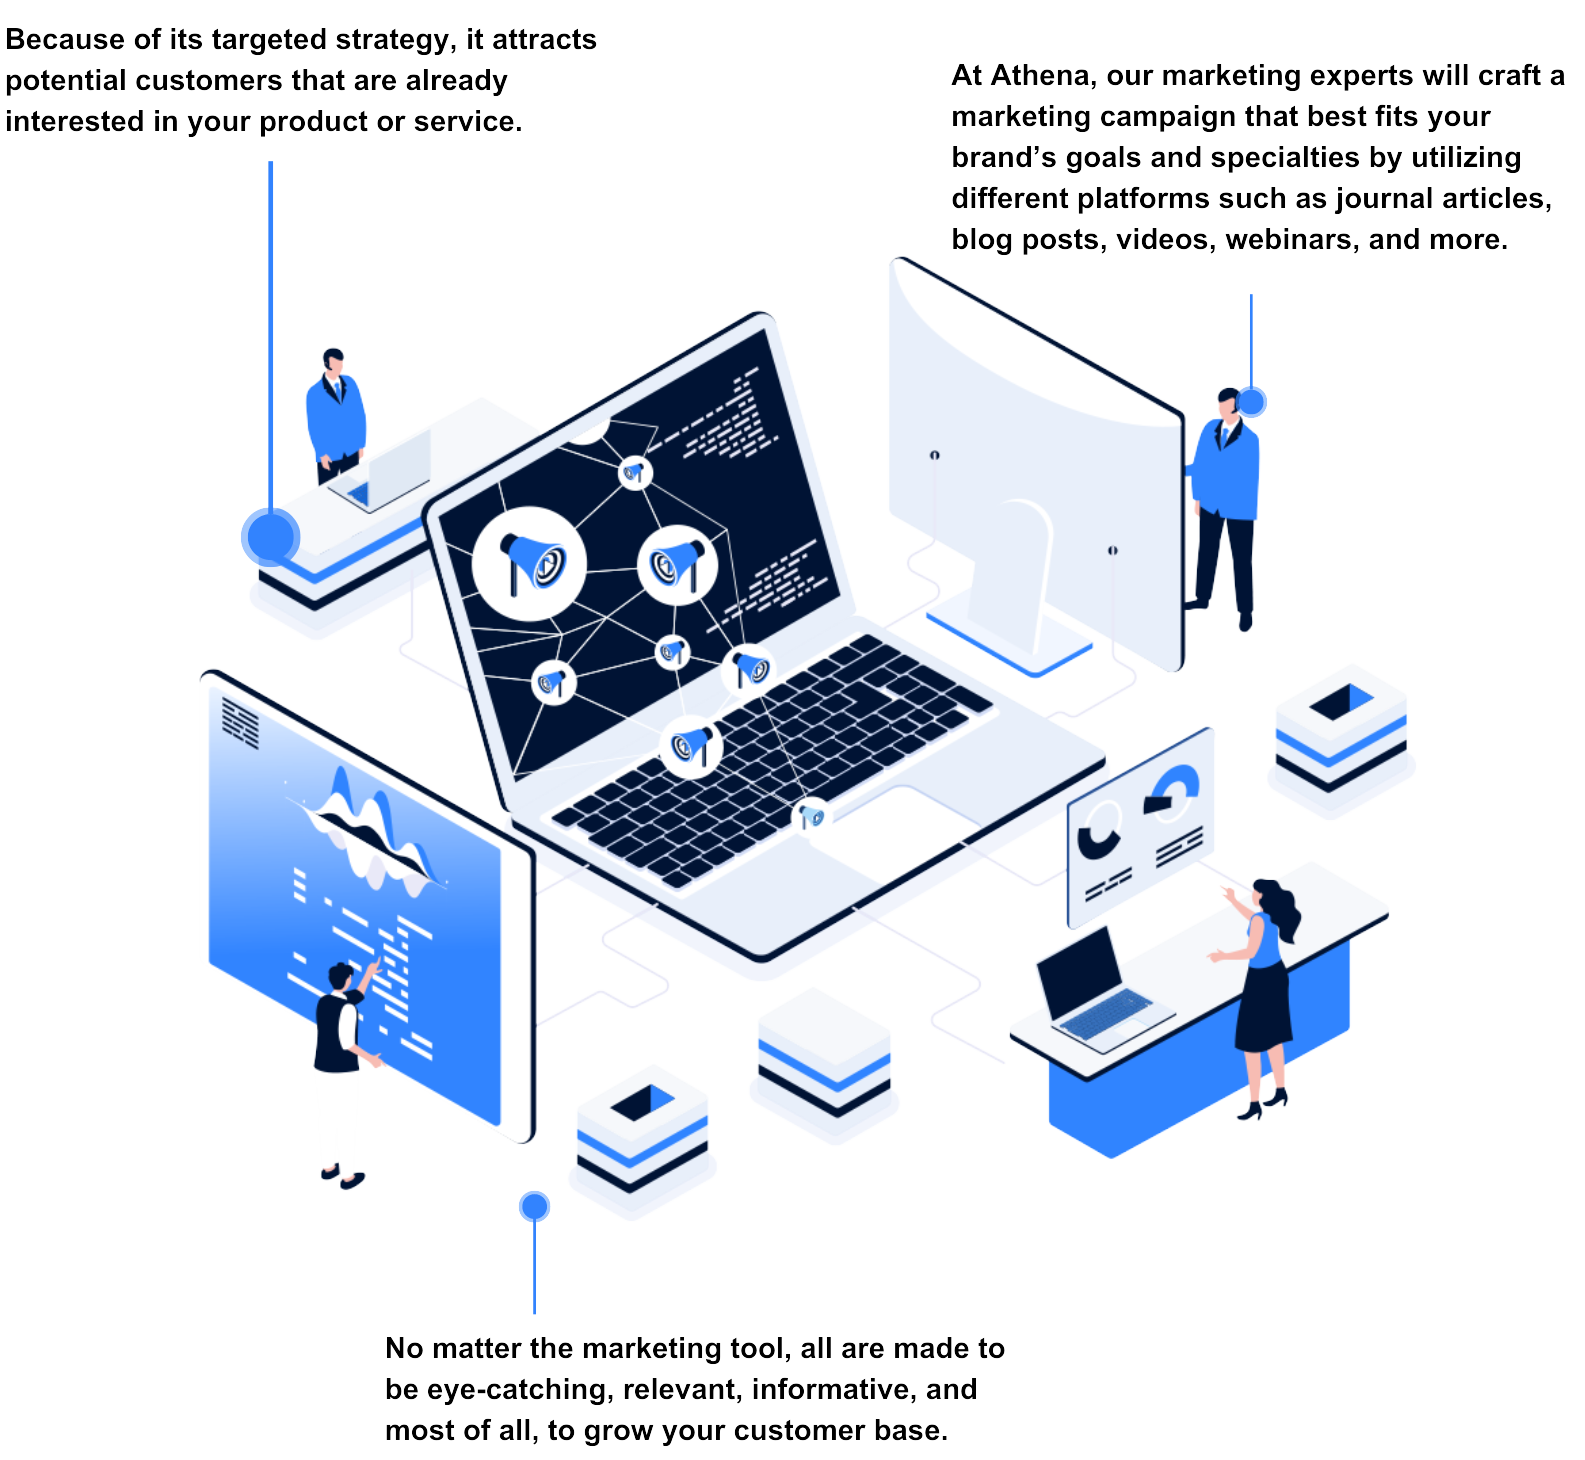 Because of its targeted strategy, it attracts
potential customers that are already
interested in your product or service.
At Athena, our marketing experts will craft a
marketing campaign that best fits your
brand’s goals and specialties by utilizing
different platforms such as journal articles,
blog posts, videos, webinars, and more.
No matter the marketing tool, all are made to
be eye-catching, relevant, informative, and
most of all, to grow your customer base.